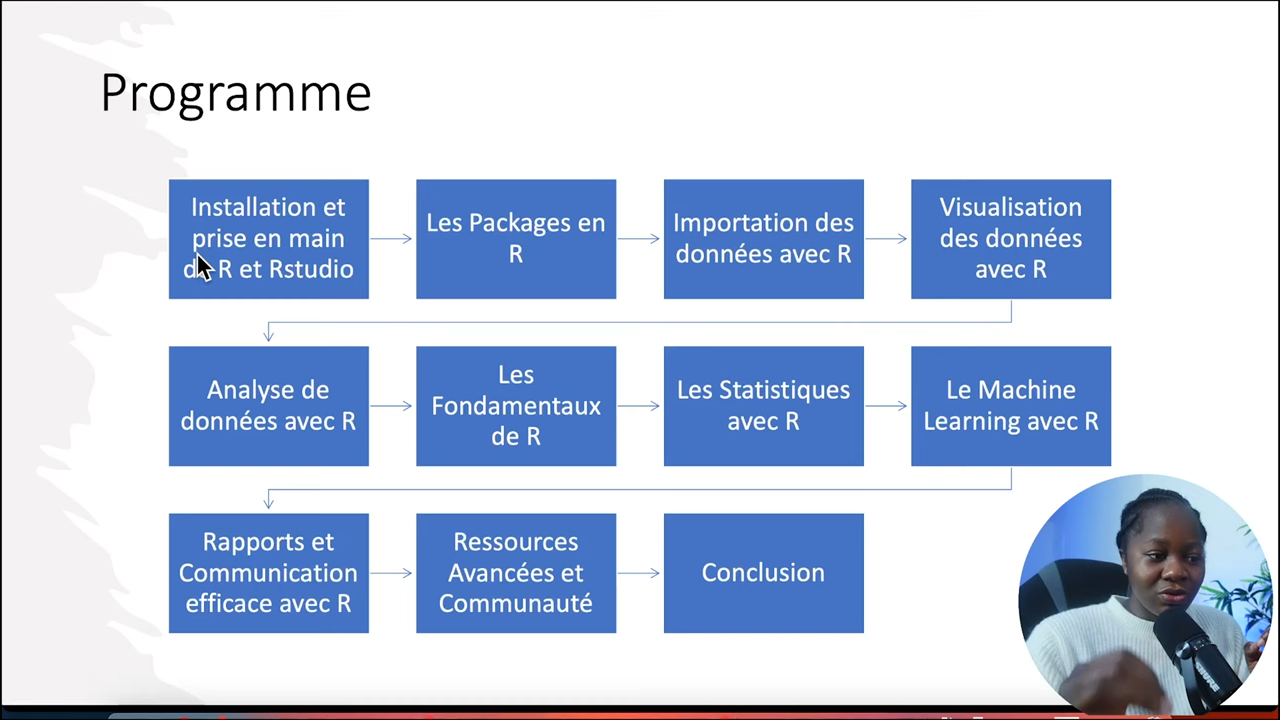 Programme
Installation et
prise en main
de R et Rstudio
Les Packages en
R
Importation des
données avec R
Visualisation
des données
avec R
Analyse de
données avec R
Les
Fondamentaux
de R
Les Statistiques
avec R
Le Machine
Learning avec R
Rapports et
Communication
efficace avec R
Ressources
Avancées et
Communauté
Conclusion
SHURE